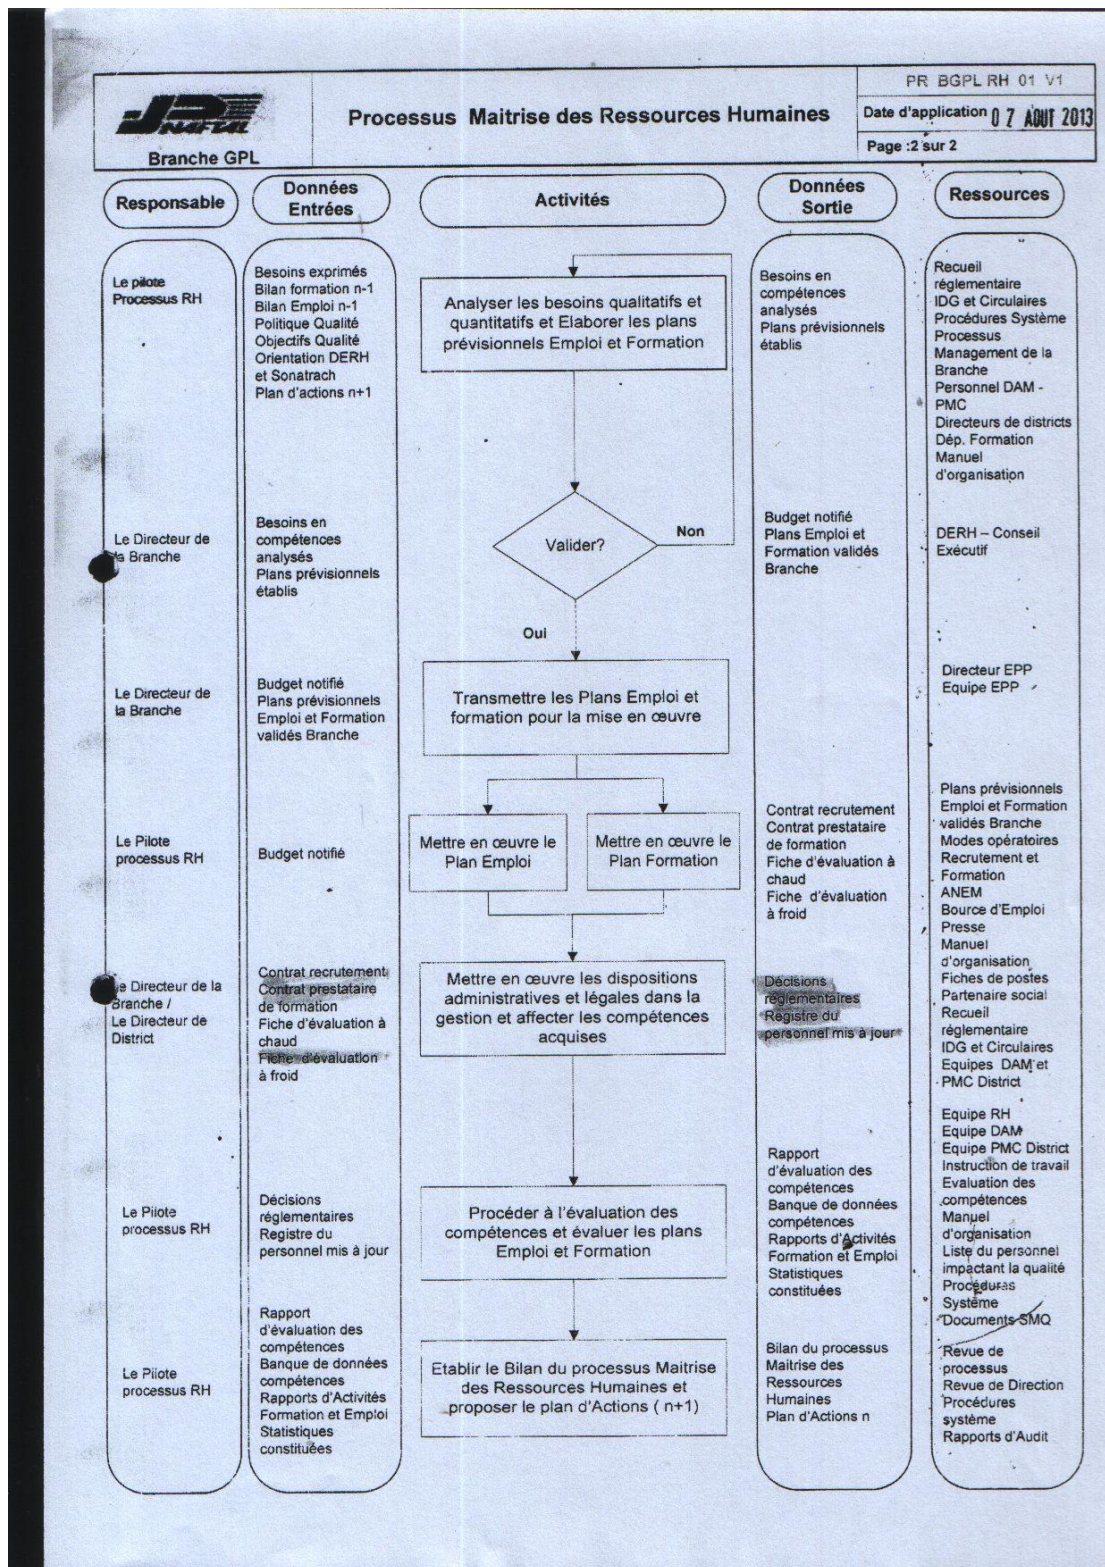 NAFTAL
Branche GPL
Processus Maitrise des Ressources Humaines
PR BGPL RH 01 V1
Date d'application 07 AOUT 2013
Page :2 sur 2
Responsable
Données
Entrées
Activités
Données
Sortie
Ressources
Le pilote
Processus RH
Besoins exprimés
Bilan formation n-1
Bilan Emploi n-1
Politique Qualité
Objectifs Qualité
Orientation DERH
et Sonatrach
Plan d'actions n+1
Analyser les besoins qualitatifs et
quantitatifs et Elaborer les plans
prévisionnels Emploi et Formation
Besoins en
compétences
analysés
Plans prévisionnels
établis
Recueil
réglementaire
IDG et Circulaires
Procédures Système
Processus
Management de la
Branche
Personnel DAM -
PMC
Directeurs de districts
Dép. Formation
Manuel
d'organisation
Le Directeur de
la Branche
Besoins en
compétences
analysés
Plans prévisionnels
établis
Valider?
Non
Oui
Budget notifié
Plans Emploi et
Formation validés
Branche
DERH – Conseil
Exécutif
Le Directeur de
la Branche
Budget notifié
Plans prévisionnels
Emploi et Formation
validés Branche
Transmettre les Plans Emploi et
formation pour la mise en œuvre
Directeur EPP
Equipe EPP
Le Pilote
processus RH
Budget notifié
Mettre en œuvre le
Plan Emploi
Mettre en œuvre le
Plan Formation
Contrat recrutement
Contrat prestataire
de formation
Fiche d'évaluation à
chaud
Fiche d'évaluation
à froid
Plans prévisionnels
Emploi et Formation
validés Branche
Modes opératoires
Recrutement et
Formation
ANEM
Bource d'Emploi
Presse
Manuel
d'organisation
Fiches de postes
Partenaire social
Recueil
réglementaire
IDG et Circulaires
Equipes DAM et
PMC District
Le Directeur de la
Branche /
Le Directeur de
District
Contrat recrutement
Contrat prestataire
de formation
Fiche d'évaluation à
chaud
Fiche d'évaluation
à froid
Mettre en œuvre les dispositions
administratives et légales dans la
gestion et affecter les compétences
acquises
Décisions
réglementaires
Registre du
personnel mis à jour
Le Pilote
processus RH
Décisions
réglementaires
Registre du
personnel mis à jour
Procéder à l'évaluation des
compétences et évaluer les plans
Emploi et Formation
Rapport
d'évaluation des
compétences
Banque de données
compétences
Rapports d'Activités
Formation et Emploi
Statistiques
constituées
Equipe RH
Equipe DAM
Equipe PMC District
Instruction de travail
Evaluation des
compétences
Manuel
d'organisation
Liste du personnel
impactant la qualité
Procéduras
Système
Documents SMQ
Le Pilote
processus RH
Rapport
d'évaluation des
compétences
Banque de données
compétences
Rapports d'Activités
Formation et Emploi
Statistiques
constituées
Etablir le Bilan du processus Maitrise
des Ressources Humaines et
proposer le plan d'Actions ( n+1)
Bilan du processus
Maitrise des
Ressources
Humaines
Plan d'Actions n
Revue de
processus
Revue de Direction
Procédures
système
Rapports d'Audit